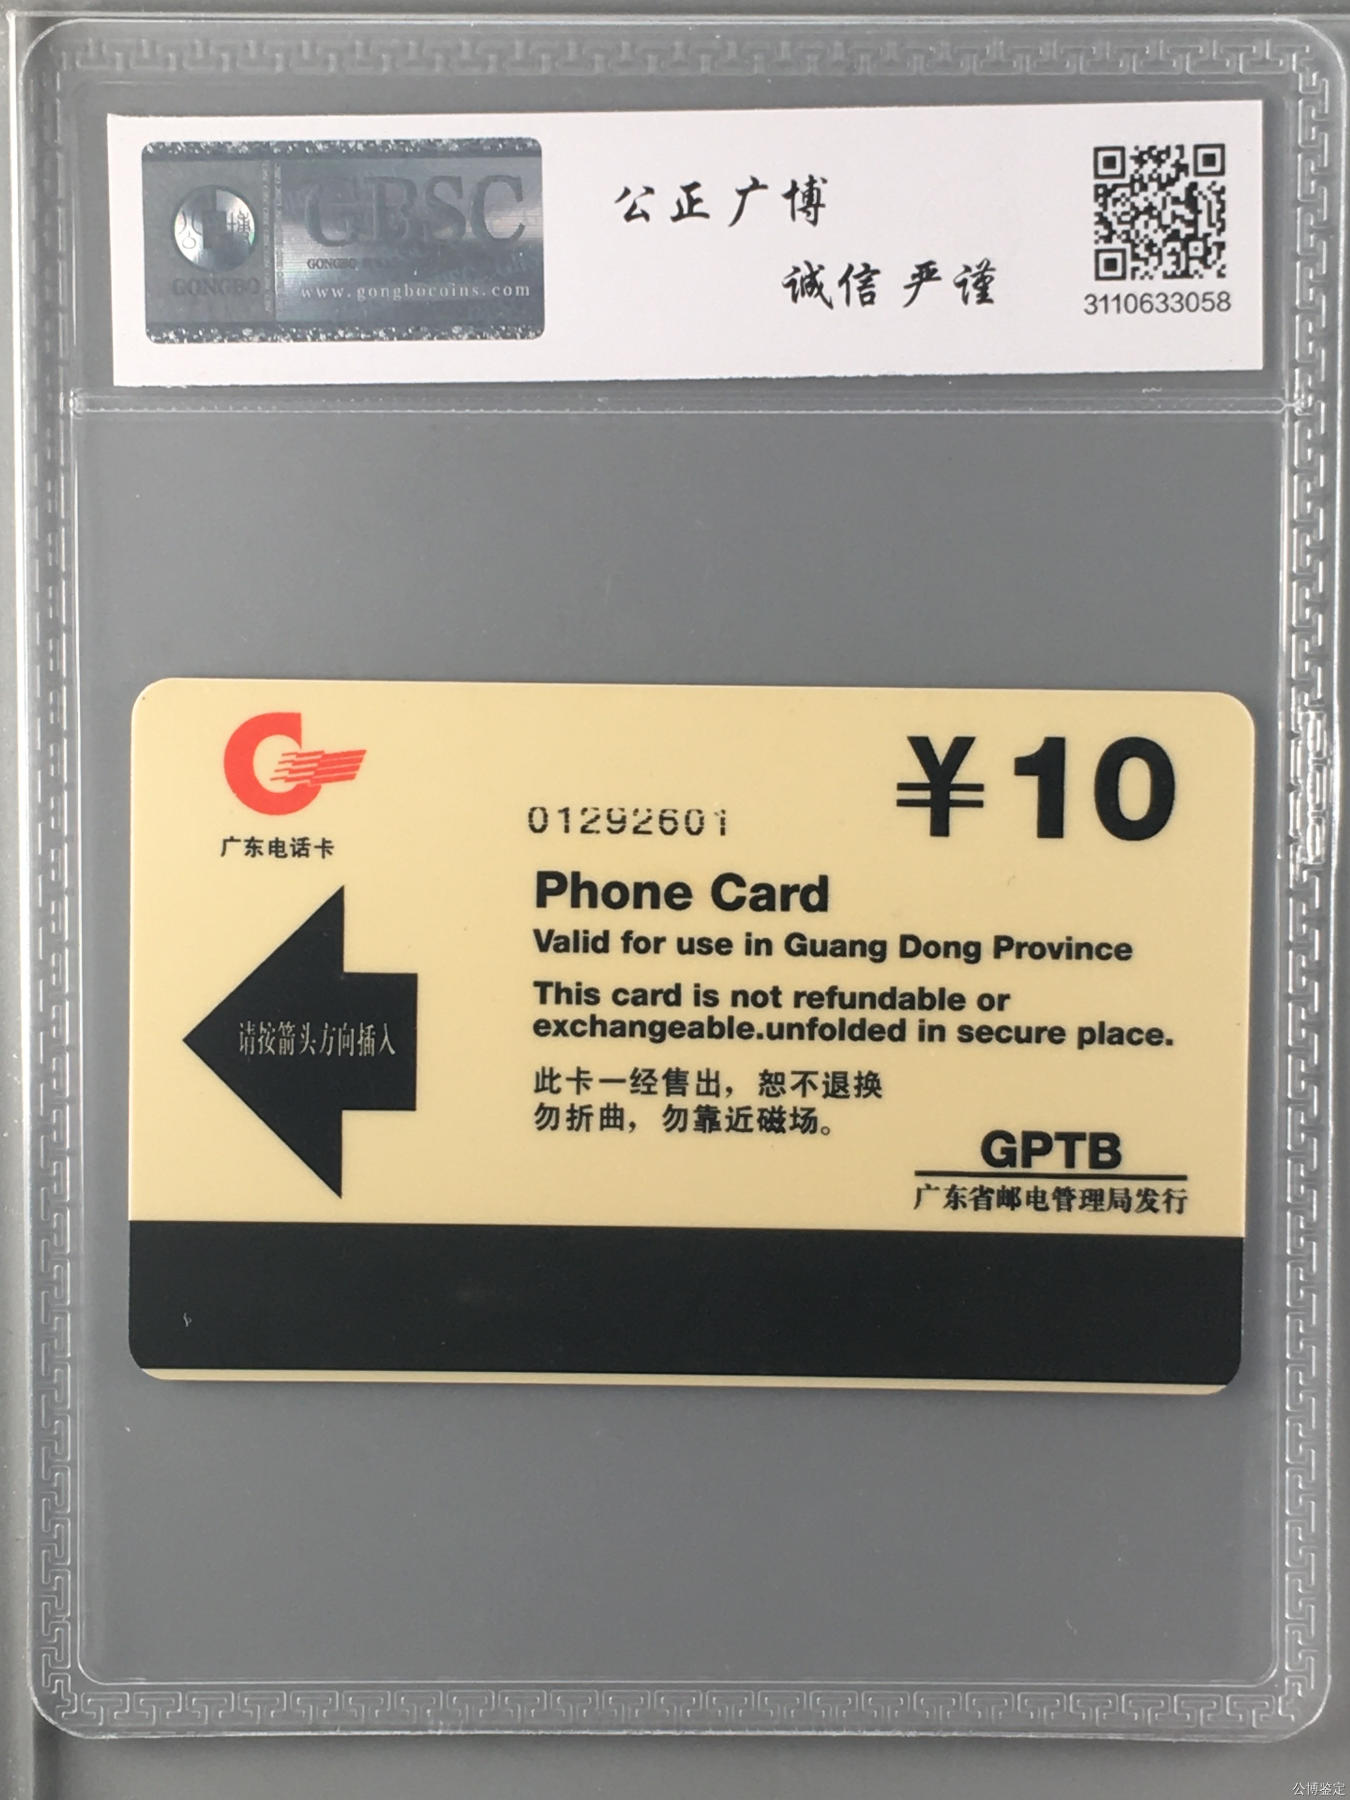 GBSC
GONGBO
GONGBO
www.gongbocoins.com
公正广博
诚信严谨
3110633058
广东电话卡
¥10
01292601
Phone Card
Valid for use in Guang Dong Province
This card is not refundable or
exchangeable.unfolded in secure place.
请按箭头方向插入
此卡一经售出，恕不退换
勿折曲，勿靠近磁场。
GPTB
广东省邮电管理局发行
公博鉴定